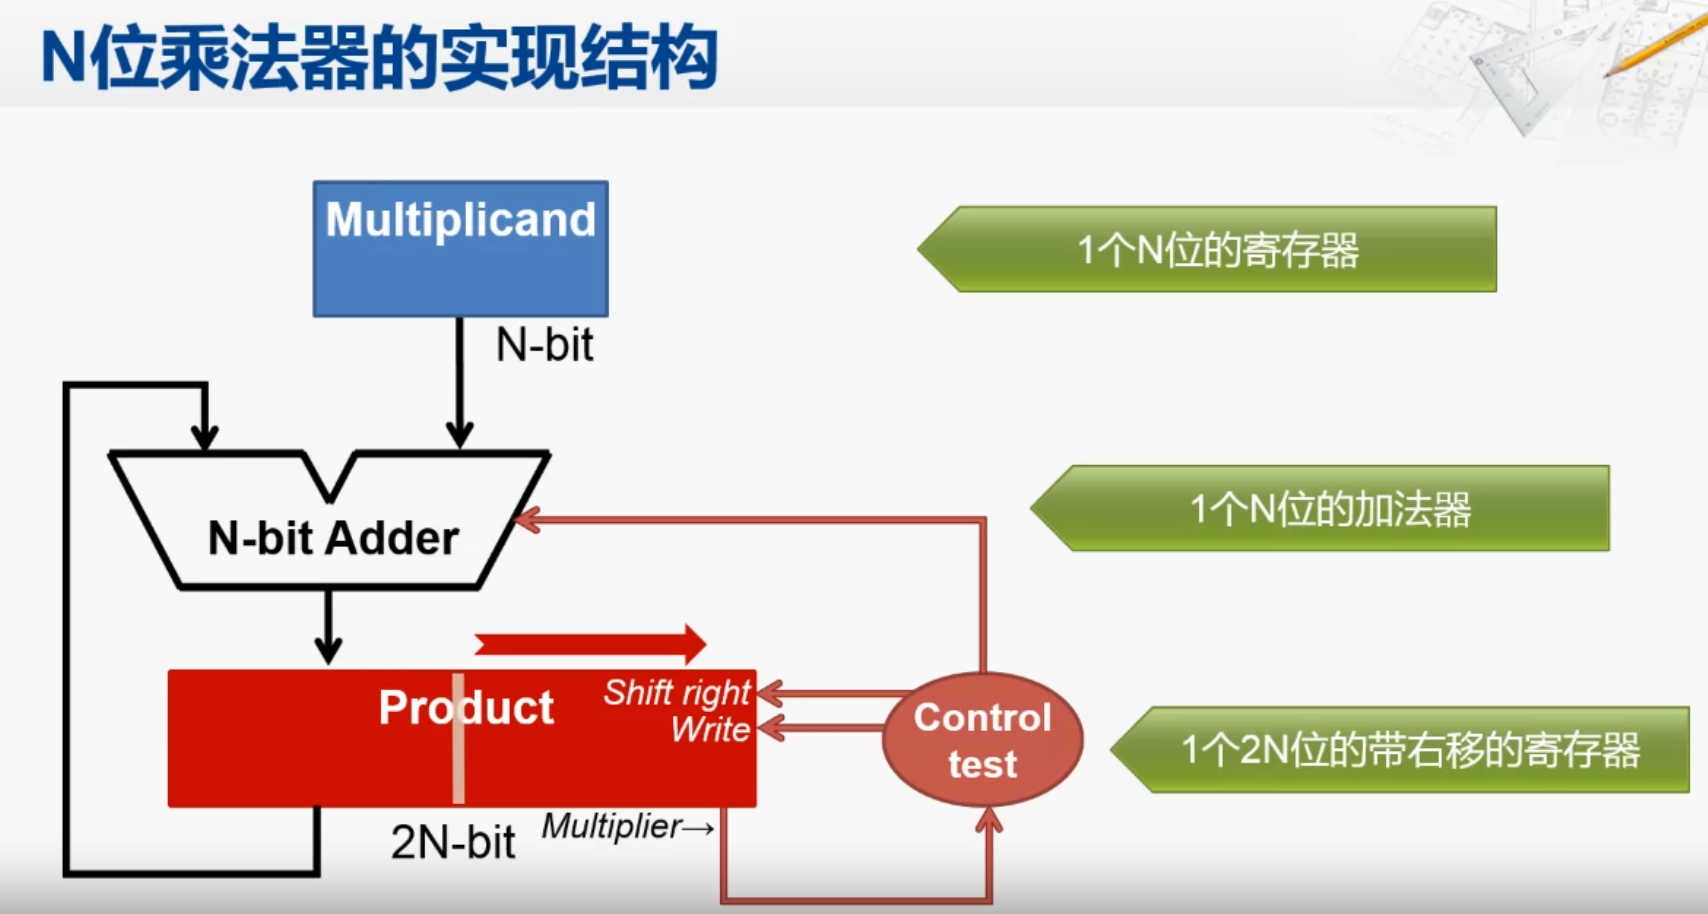 N位乘法器的实现结构
Multiplicand
1个N位的寄存器
N-bit
N-bit Adder
1个N位的加法器
Product
Shift right
Write
Control
test
1个2N位的带右移的寄存器
2N-bit
Multiplier→